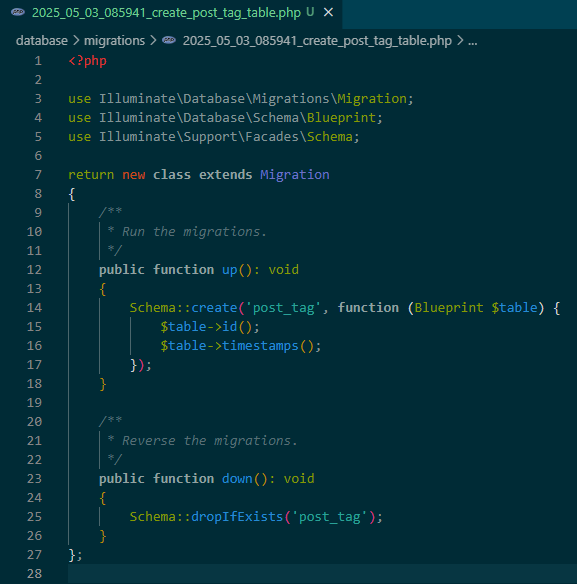 2025_05_03_085941_create_post_tag_table.php U ×
database > migrations > 2025_05_03_085941_create_post_tag_table.php > ...
1 <?php
2
3 use Illuminate\Database\Migrations\Migration;
4 use Illuminate\Database\Schema\Blueprint;
5 use Illuminate\Support\Facades\Schema;
6
7 return new class extends Migration
8 {
9     /**
10      * Run the migrations.
11      */
12     public function up(): void
13     {
14         Schema::create('post_tag', function (Blueprint $table) {
15             $table->id();
16             $table->timestamps();
17         });
18     }
19
20     /**
21      * Reverse the migrations.
22      */
23     public function down(): void
24     {
25         Schema::dropIfExists('post_tag');
26     }
27 };
28